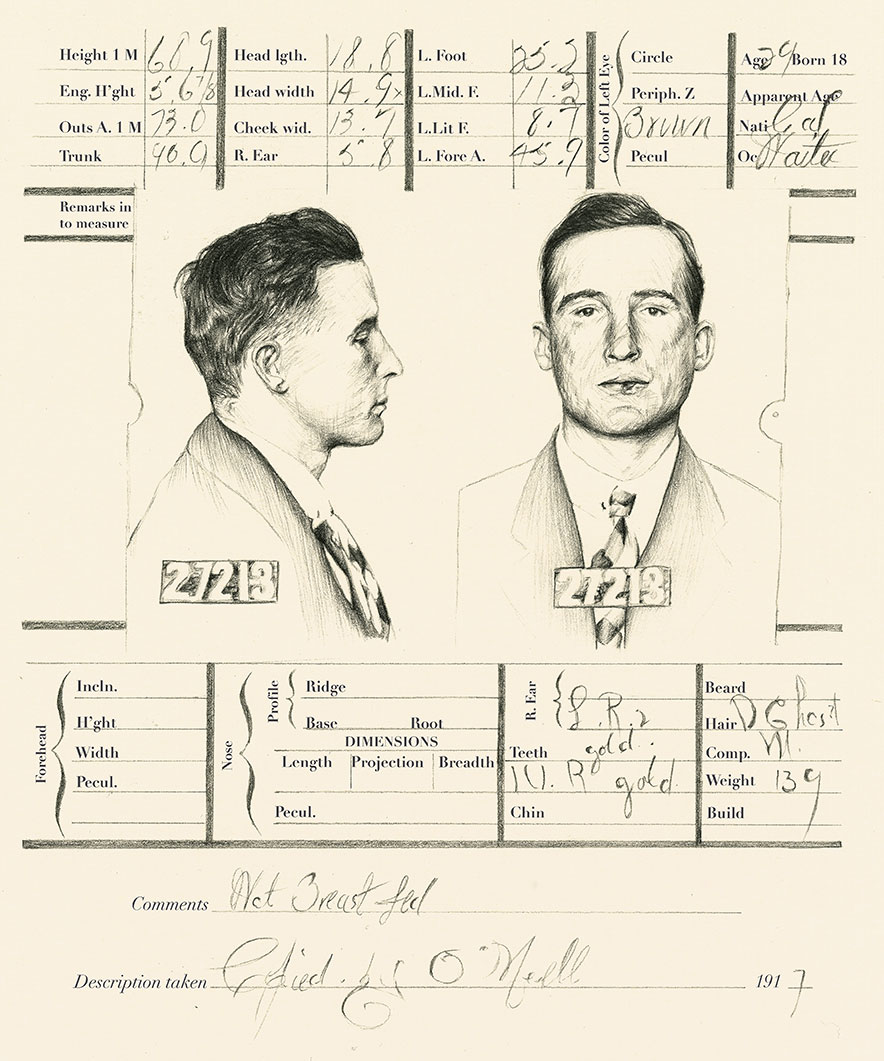 Height 1 M 60.9 Head lgth. 18.8 L. Foot 25.2 Circle Age 29 Born 18
Eng. H'ght 5.6 7/8 Head width 14.9 L.Mid. F. 11.2 Color of Left Eye Periph. Z Apparent Age
Outs A. 1 M 73.0 Cheek wid. 13.7 L.Lit F. 8.7 Brown Nati Cal
Trunk 90.0 R. Ear 5.8 L. Fore A. 45.9 Pecul Oc Waiter
Remarks in
to measure
27213 27213
Forehead Incln. Nose Profile Ridge R. Ear Beard
H'ght Base Root L.R.2 Hair D Chest
DIMENSIONS gold.
Width Length Projection Breadth Teeth Comp. M.
Pecul. U.R gold. Weight 139
Pecul. Chin Build
Comments Not Breast fed
Description taken Copied. by O'Neill 1917